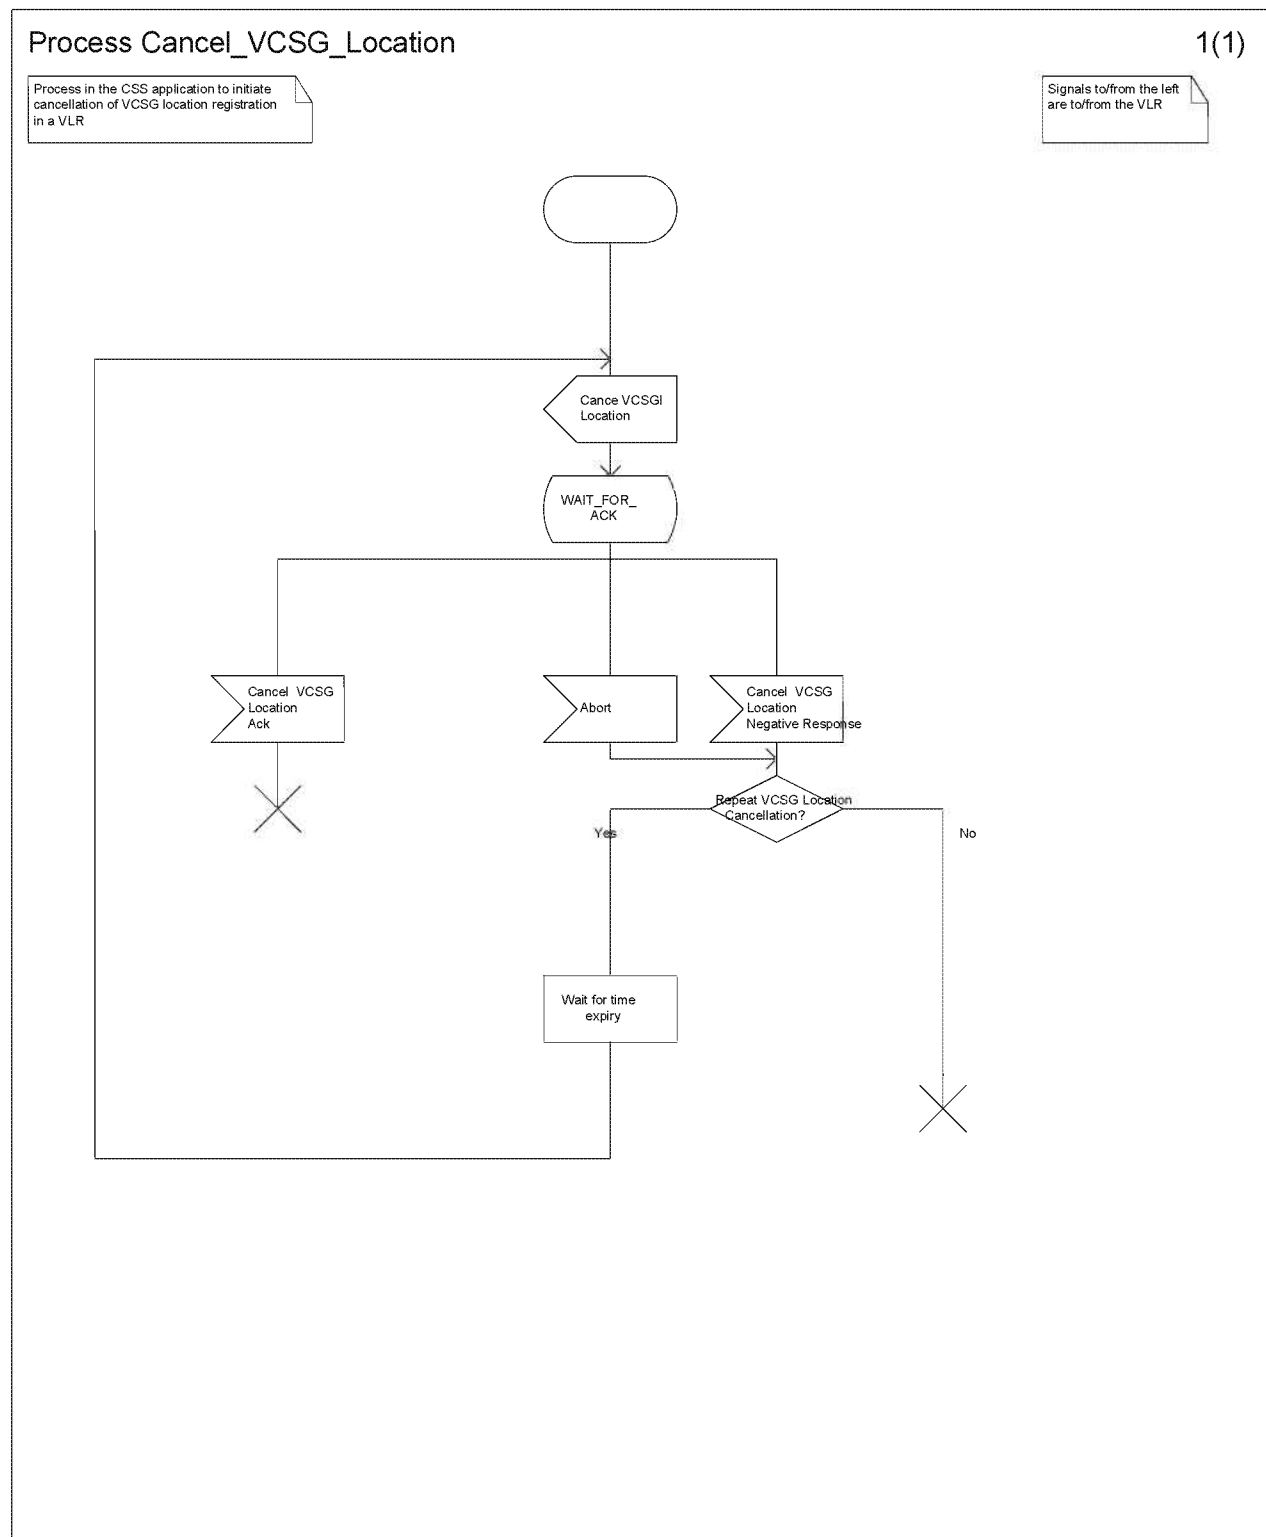 Process Cancel_VCSG_Location
1(1)
Process in the CSS application to initiate
cancellation of VCSG location registration
in a VLR
Signals to/from the left
are to/from the VLR
Cance VCSGl
Location
WAIT_FOR_
ACK
Cancel VCSG
Location
Ack
Abort
Cancel VCSG
Location
Negative Response
Repeat VCSG Location
Cancellation?
Yes
No
Wait for time
expiry